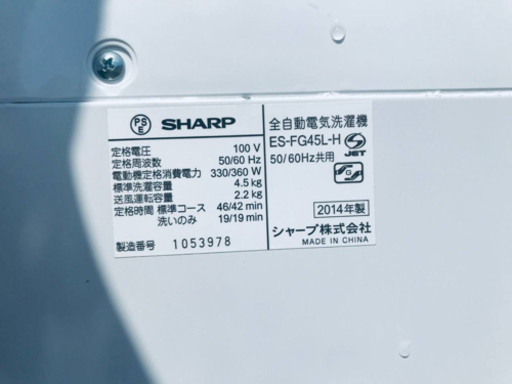 PS
E
SHARP
定格電圧 100 V
定格周波数 50/60 Hz
電動機定格消費電力 330/360 W
標準洗濯容量 4.5 kg
送風運転容量 2.2 kg
定格時間 標準コース 46/42 min
洗いのみ 19/19 min
製造番号 1053978
全自動電気洗濯機
ES-FG45L-H
50/60Hz共用
JET
G
2014年製
シャープ株式会社
MADE IN CHINA